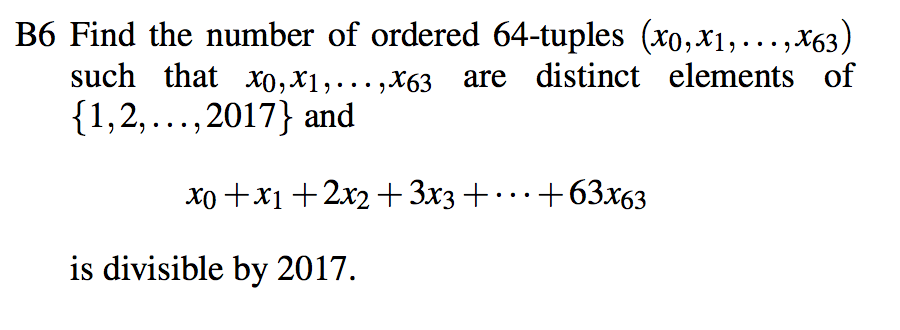 B6 Find the number of ordered 64-tuples (x₀,x₁,…,x₆₃)
such that x₀,x₁,…,x₆₃ are distinct elements of
{1,2,…,2017} and
x₀+x₁+2x₂+3x₃+⋯+63x₆₃
is divisible by 2017.